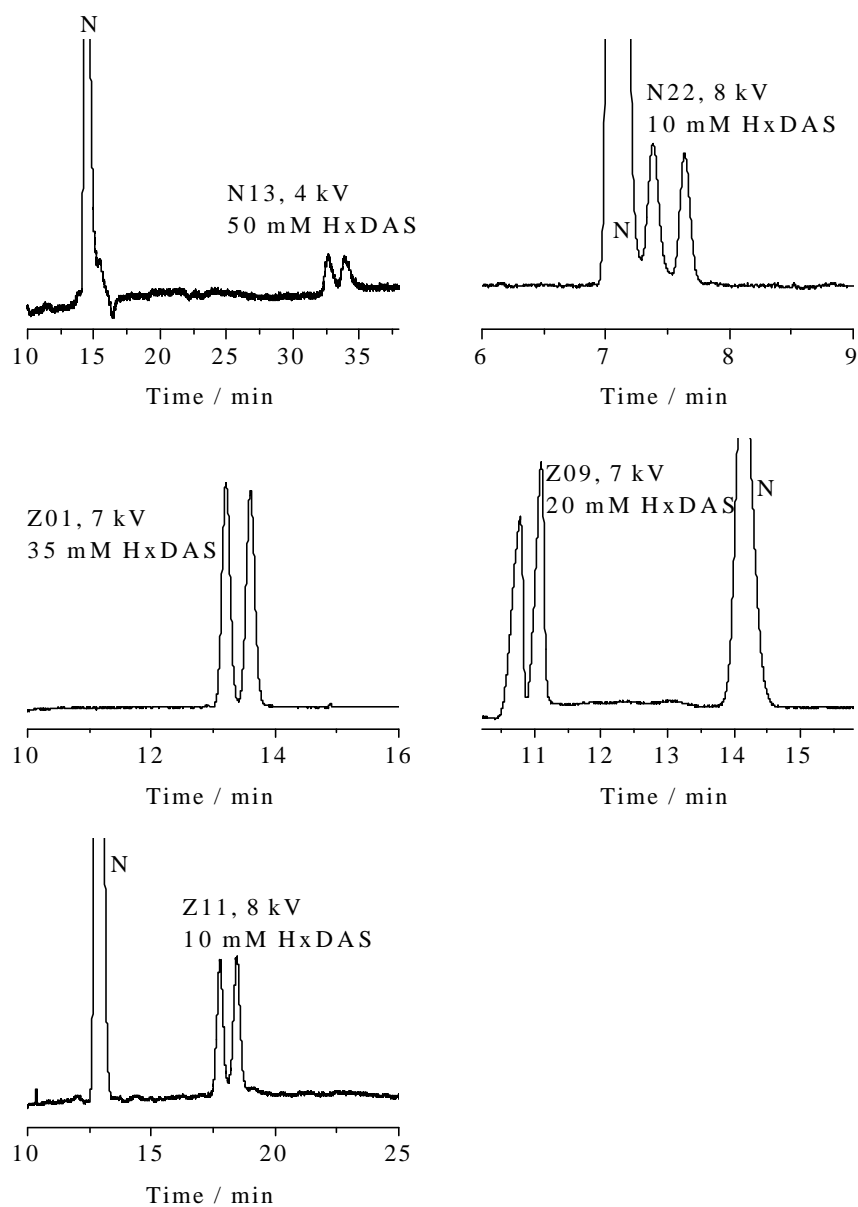 N
N13, 4 kV
50 mM HxDAS
10 15 20 25 30 35
Time / min
N22, 8 kV
10 mM HxDAS
N
6 7 8 9
Time / min
Z01, 7 kV
35 mM HxDAS
10 12 14 16
Time / min
Z09, 7 kV
20 mM HxDAS
N
11 12 13 14 15
Time / min
N
Z11, 8 kV
10 mM HxDAS
10 15 20 25
Time / min